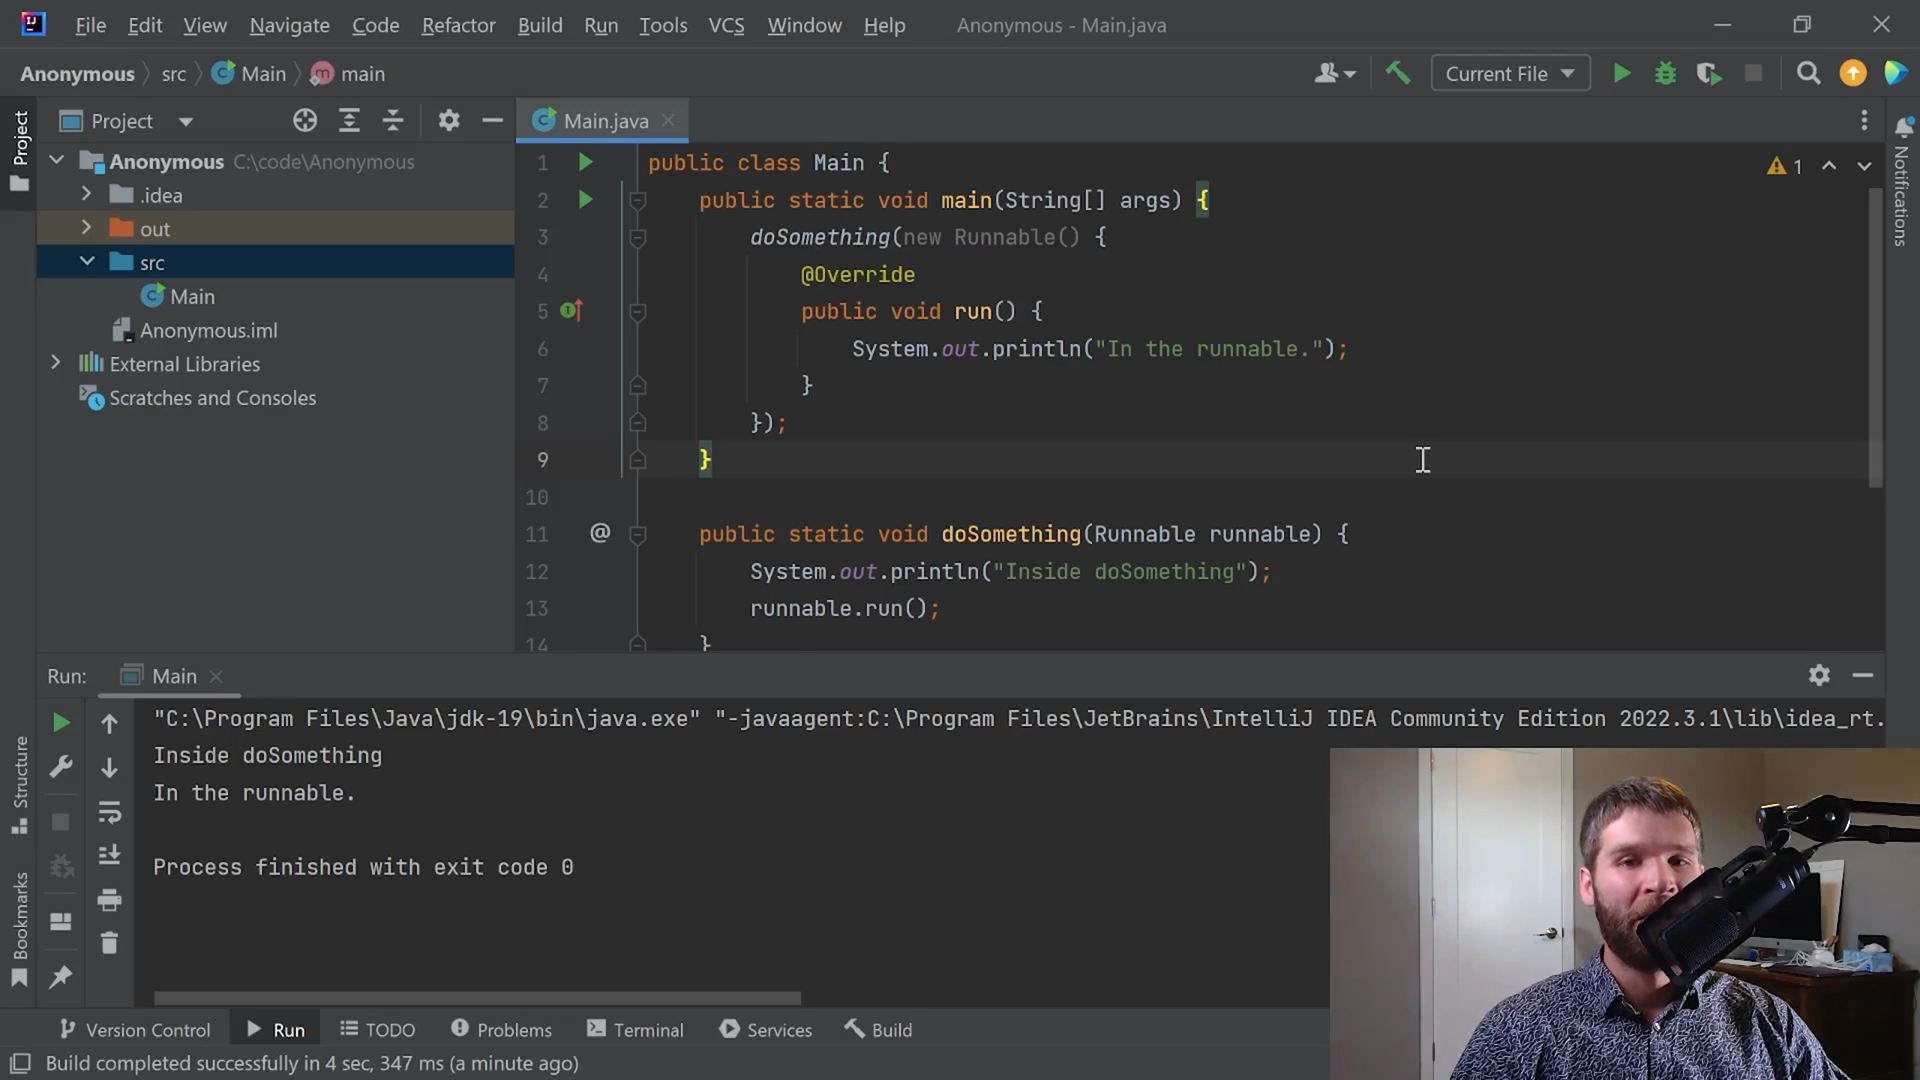 File Edit View Navigate Code Refactor Build Run Tools VCS Window Help Anonymous - Main.java
Anonymous src Main main Current File
Project
Project
Main.java
Anonymous C:\code\Anonymous
.idea
out
src
Main
Anonymous.iml
External Libraries
Scratches and Consoles
1 public class Main {
2 public static void main(String[] args) {
3 doSomething(new Runnable() {
4 @Override
5 public void run() {
6 System.out.println("In the runnable.");
7 }
8 });
9 }
10
11 @ public static void doSomething(Runnable runnable) {
12 System.out.println("Inside doSomething");
13 runnable.run();
14 }
1
Notifications
Run: Main
"C:\Program Files\Java\jdk-19\bin\java.exe" "-javaagent:C:\Program Files\JetBrains\IntelliJ IDEA Community Edition 2022.3.1\lib\idea_rt.
Inside doSomething
In the runnable.
Process finished with exit code 0
Structure
Bookmarks
Version Control Run TODO Problems Terminal Services Build
Build completed successfully in 4 sec, 347 ms (a minute ago)